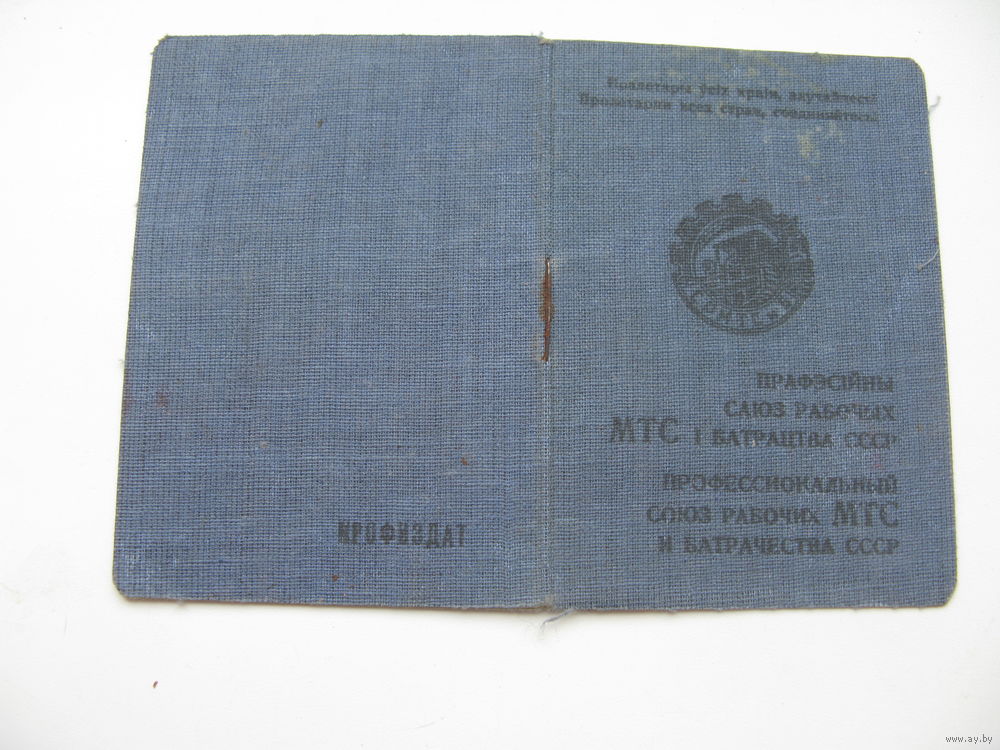 Пралетарыі ўсіх краін, злучайцеся!
Пролетарии всех стран, соединяйтесь!
ПРАФЭСІЙНЫ
САЮЗ РАБОЧЫХ
МТС І БАТРАЦТВА СССР
ПРОФЕССИОНАЛЬНЫЙ
СОЮЗ РАБОЧИХ МТС
И БАТРАЧЕСТВА СССР
ПРОФИЗДАТ
www.ay.by